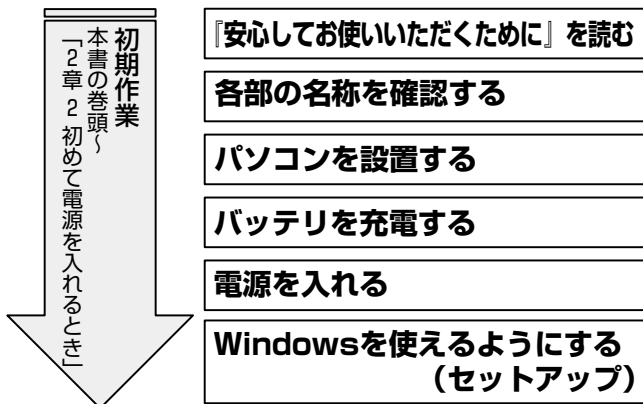 初期作業
本書の巻頭～
「2章 2 初めて電源を入れるとき」
『安心してお使いいただくために』を読む
各部の名称を確認する
パソコンを設置する
バッテリを充電する
電源を入れる
Windowsを使えるようにする
（セットアップ）